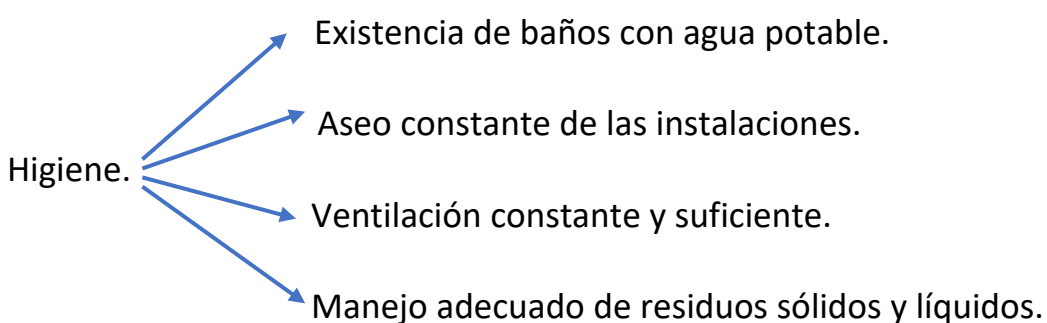 Existencia de baños con agua potable.
Aseo constante de las instalaciones.
Higiene.
Ventilación constante y suficiente.
Manejo adecuado de residuos sólidos y líquidos.